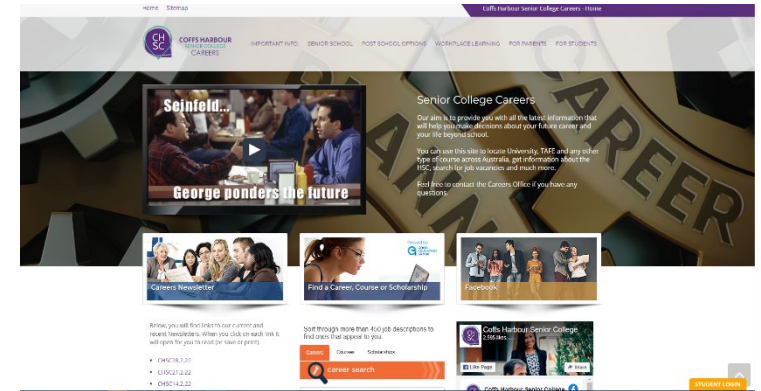 Home Sitemap
Coffs Harbour Senior College Careers - Home
CH
SC
COFFS HARBOUR
SENIOR COLLEGE
CAREERS
IMPORTANT INFO. SENIOR SCHOOL POST SCHOOL OPTIONS WORKPLACE LEARNING FOR PARENTS FOR STUDENTS
Seinfeld...
George ponders the future
Senior College Careers
Our aim is to provide you with all the latest information that
will help you make decisions about your future career and
your life beyond school.
You can use this site to locate University, TAFE and any other
type of course across Australia, get information about the
HSC, search for job vacancies and much more.
Feel free to contact the Careers Office if you have any
questions.
CAREER
Careers Newsletter
Find a Career, Course or Scholarship
Facebook
Below, you will find links to our current and
recent Newsletters. When you click on each link it
will open for you to read (or save or print).
CHSC28.2.22
CHSC21.2.22
CHSC14.2.22
Sort through more than 450 job descriptions to
find ones that appeal to you
Careers Courses Scholarships
career search
Coffs Harbour Senior College
2,595 likes
Like Page
Share
Coffs Harbour Senior College
STUDENT LOGIN